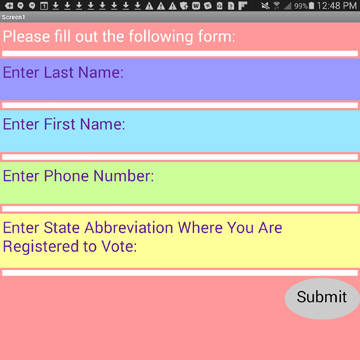 99% 12:48 PM
Screen1
Please fill out the following form:
Enter Last Name:
Enter First Name:
Enter Phone Number:
Enter State Abbreviation Where You Are
Registered to Vote:
Submit